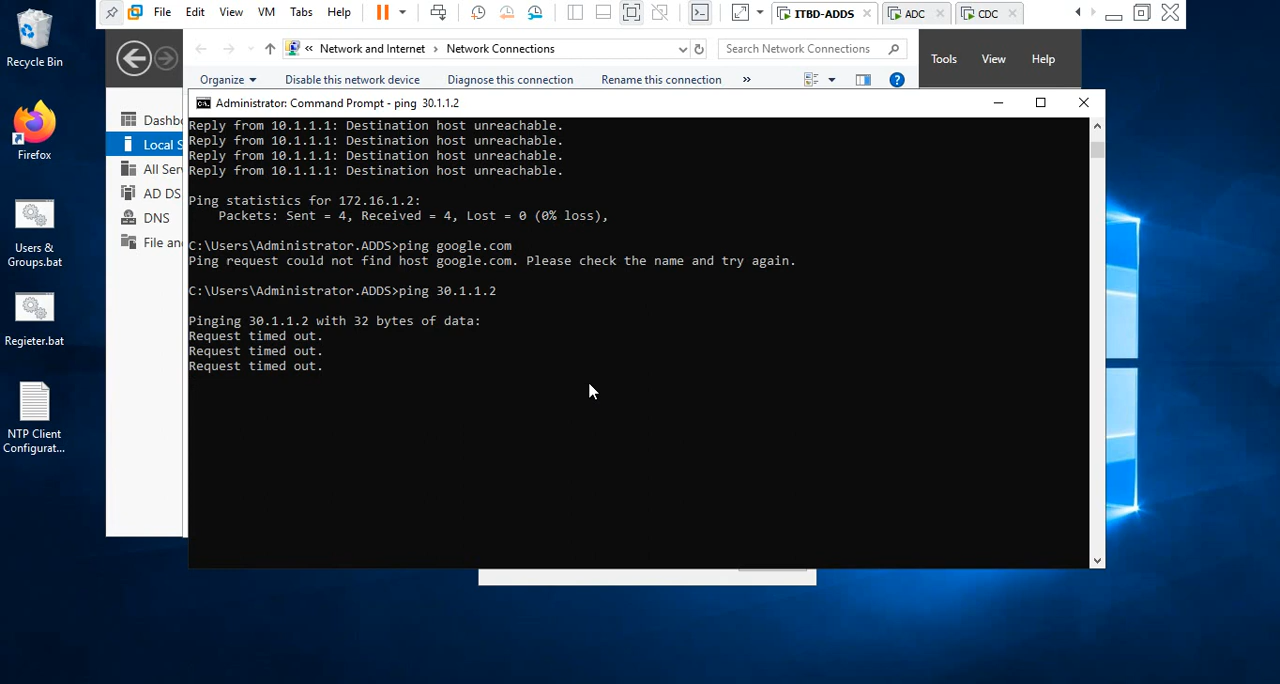 File Edit View VM Tabs Help ITBD-ADDS ADC CDC
Recycle Bin
« Network and Internet › Network Connections
Search Network Connections
Tools View Help
Organize Disable this network device Diagnose this connection Rename this connection »
Administrator: Command Prompt - ping 30.1.1.2
Dashb
Local S
All Serv
AD DS
DNS
File an
Firefox
Users &
Groups.bat
Regieter.bat
NTP Client
Configurat...
Reply from 10.1.1.1: Destination host unreachable.
Reply from 10.1.1.1: Destination host unreachable.
Reply from 10.1.1.1: Destination host unreachable.
Reply from 10.1.1.1: Destination host unreachable.
Ping statistics for 172.16.1.2:
Packets: Sent = 4, Received = 4, Lost = 0 (0% loss),
C:\Users\Administrator.ADDS>ping google.com
Ping request could not find host google.com. Please check the name and try again.
C:\Users\Administrator.ADDS>ping 30.1.1.2
Pinging 30.1.1.2 with 32 bytes of data:
Request timed out.
Request timed out.
Request timed out.